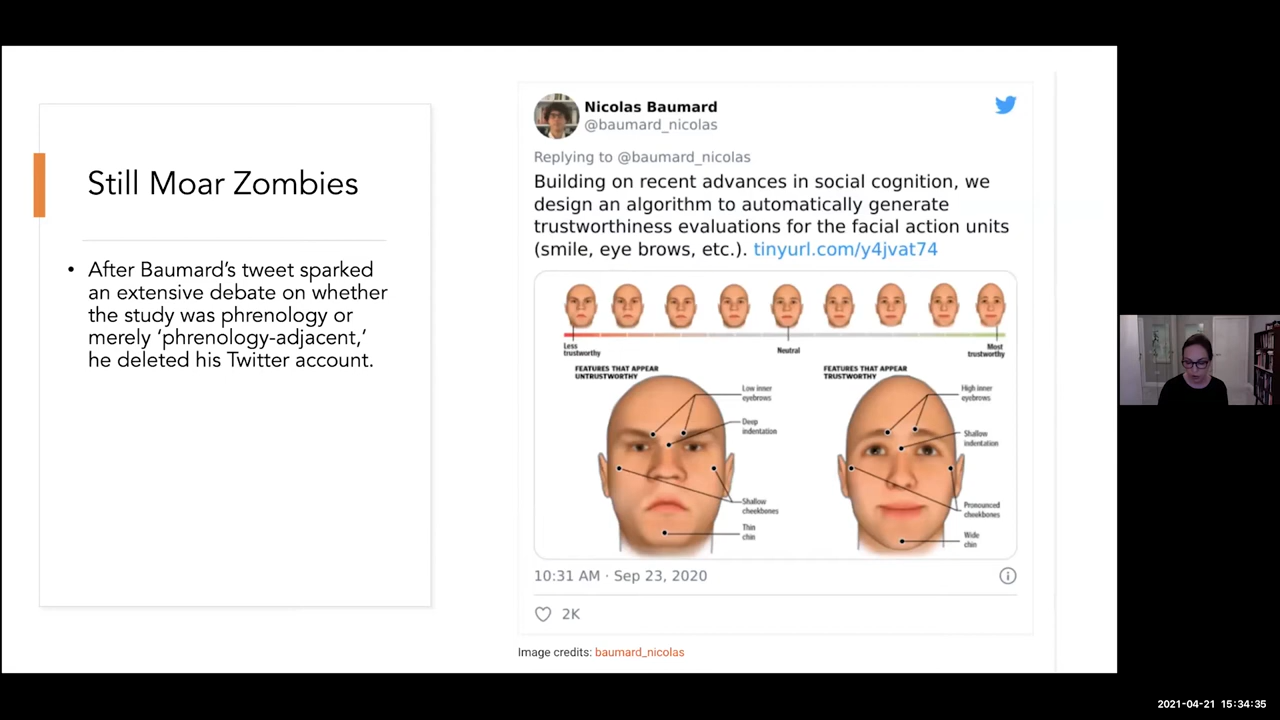 Still Moar Zombies
• After Baumard’s tweet sparked
an extensive debate on whether
the study was phrenology or
merely ‘phrenology-adjacent,’
he deleted his Twitter account.
Nicolas Baumard
@baumard_nicolas
Replying to @baumard_nicolas
Building on recent advances in social cognition, we
design an algorithm to automatically generate
trustworthiness evaluations for the facial action units
(smile, eye brows, etc.). tinyurl.com/y4jvat74
Less
trustworthy
Neutral
Most
trustworthy
FEATURES THAT APPEAR
UNTRUSTWORTHY
Low inner
eyebrows
Deep
indentation
Shallow
cheekbones
Thin
chin
FEATURES THAT APPEAR
TRUSTWORTHY
High inner
eyebrows
Shallow
indentation
Pronounced
cheekbones
Wide
chin
10:31 AM · Sep 23, 2020
2K
Image credits: baumard_nicolas
2021-04-21 15:34:35